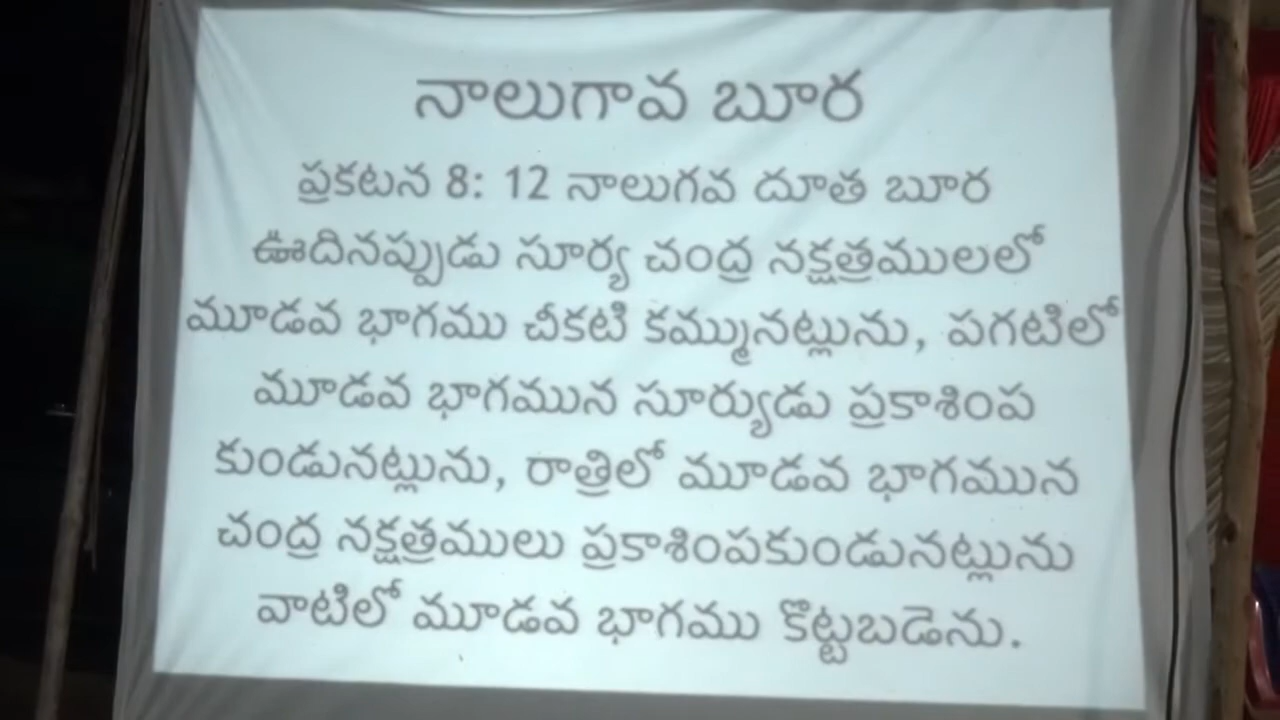 నాలుగావ బూర
ప్రకటన 8: 12 నాలుగవ దూత బూర
ఊదినప్పుడు సూర్య చంద్ర నక్షత్రములలో
మూడవ భాగము చీకటి కమ్మునట్లును, పగటిలో
మూడవ భాగమున సూర్యుడు ప్రకాశింప
కుండునట్లును, రాత్రిలో మూడవ భాగమున
చంద్ర నక్షత్రములు ప్రకాశింపకుండునట్లును
వాటిలో మూడవ భాగము కొట్టబడెను.